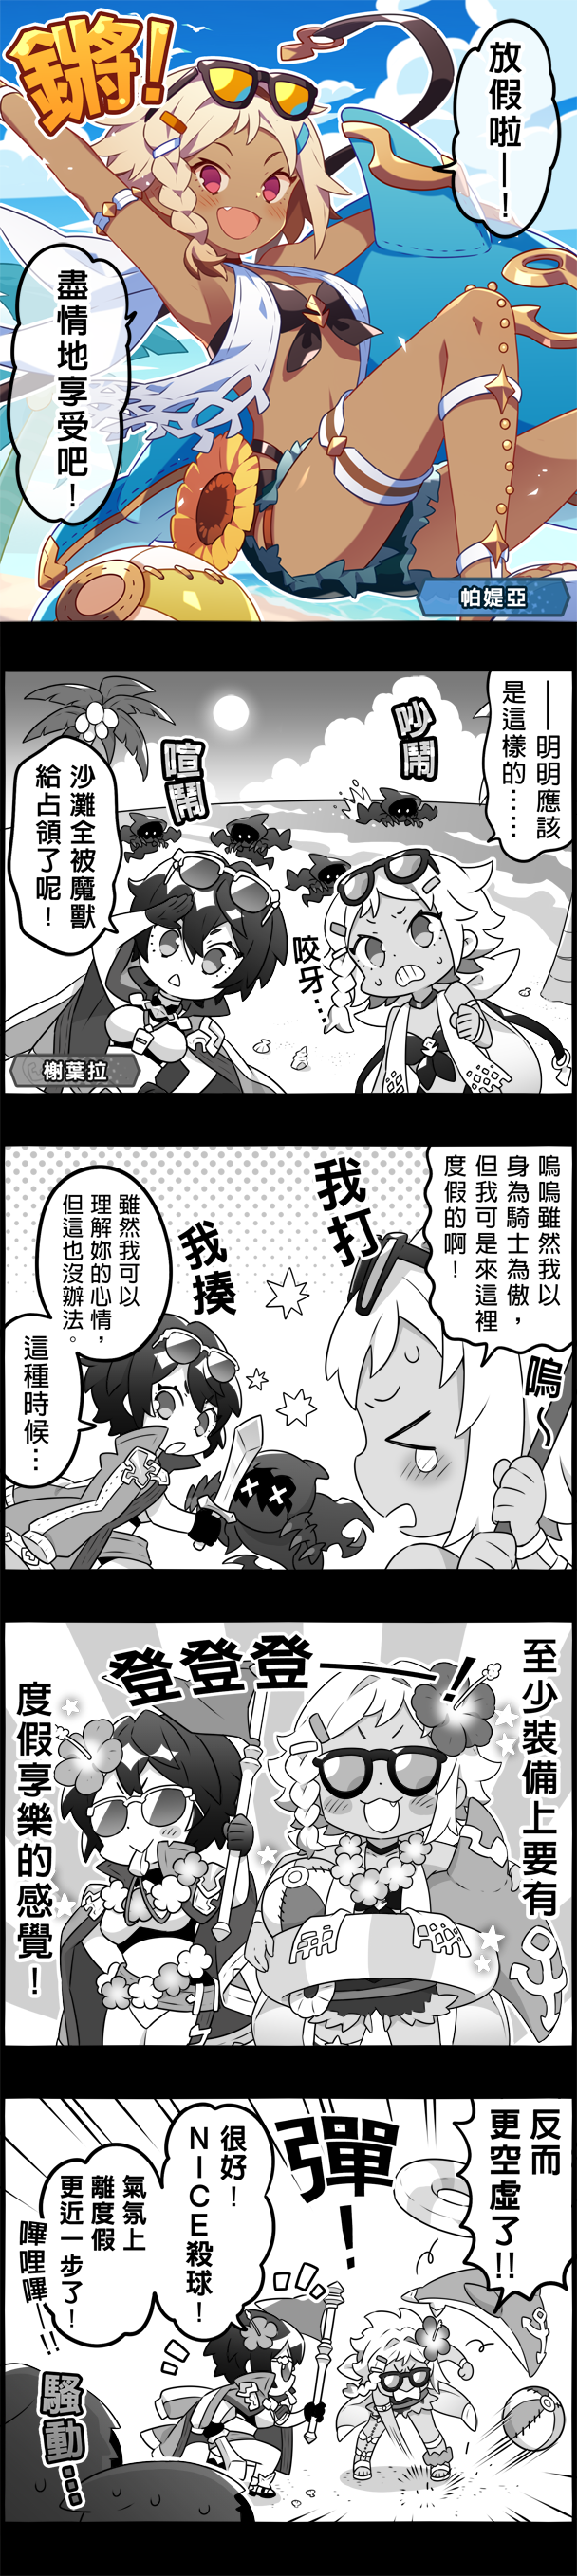 鏘！
放假啦—！
盡情地享受吧！
帕媞亞
——明明應該
是這樣的……
吵鬧
喧鬧
沙灘全被魔獸
給占領了呢！
咬牙…
榭葉拉
嗚嗚雖然我以
身為騎士為傲，
但我可是來這裡
度假的啊！
我打
嗚～
我揍
雖然我可以
理解妳的心情，
但這也沒辦法。
這種時候…
至少裝備上要有
登登登——！
度假享樂的感覺！
反而
更空虛了!!
彈！
很好！
NICE殺球！
氣氛上
離度假
更近一步了！
嗶哩嗶—!!
騷動…